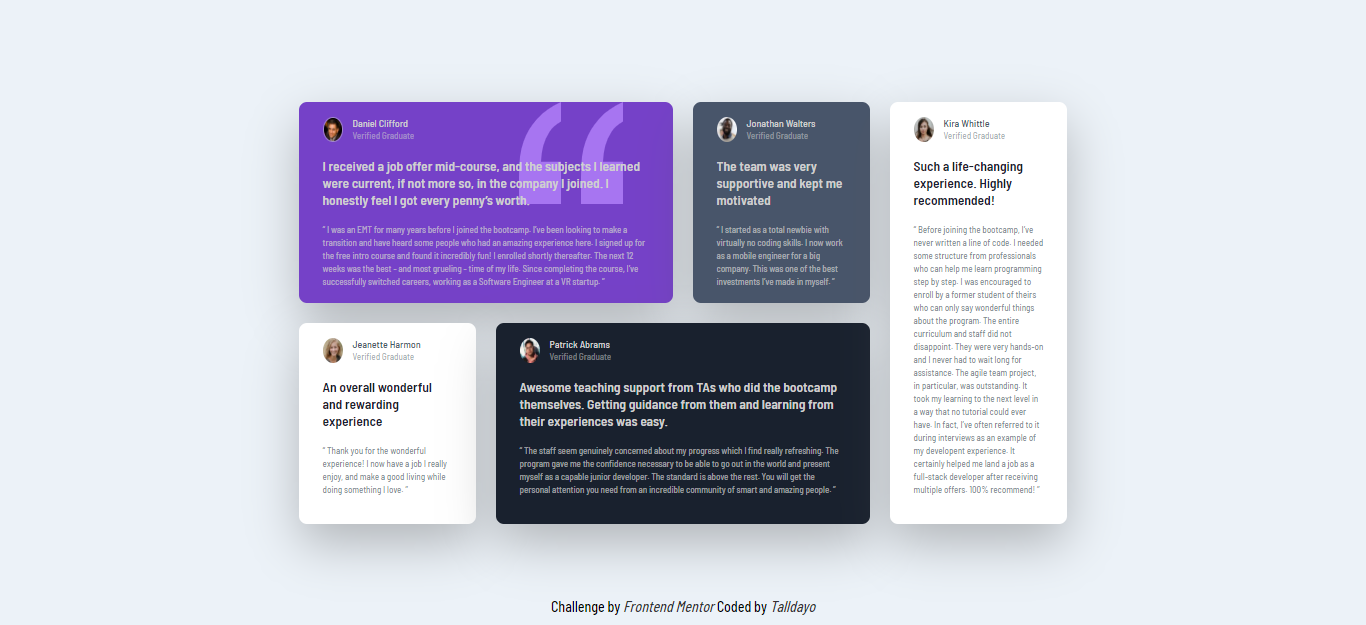 Daniel Clifford
Verified Graduate
I received a job offer mid-course, and the subjects I learned
were current, if not more so, in the company I joined. I
honestly feel I got every penny's worth.
" I was an EMT for many years before I joined the bootcamp. I've been looking to make a
transition and have heard some people who had an amazing experience here. I signed up for
the free intro course and found it incredibly fun! I enrolled shortly thereafter. The next 12
weeks was the best - and most grueling - time of my life. Since completing the course, I've
successfully switched careers, working as a Software Engineer at a VR startup. "
Jonathan Walters
Verified Graduate
The team was very
supportive and kept me
motivated
" I started as a total newbie with
virtually no coding skills. I now work
as a mobile engineer for a big
company. This was one of the best
investments I've made in myself. "
Kira Whittle
Verified Graduate
Such a life-changing
experience. Highly
recommended!
" Before joining the bootcamp, I've
never written a line of code. I needed
some structure from professionals
who can help me learn programming
step by step. I was encouraged to
enroll by a former student of theirs
who can only say wonderful things
about the program. The entire
curriculum and staff did not
disappoint. They were very hands-on
and I never had to wait long for
assistance. The agile team project,
in particular, was outstanding. It
took my learning to the next level in
a way that no tutorial could ever
have. In fact, I've often referred to it
during interviews as an example of
my developent experience. It
certainly helped me land a job as a
full-stack developer after receiving
multiple offers. 100% recommend! "
Jeanette Harmon
Verified Graduate
An overall wonderful
and rewarding
experience
" Thank you for the wonderful
experience! I now have a job I really
enjoy, and make a good living while
doing something I love. "
Patrick Abrams
Verified Graduate
Awesome teaching support from TAs who did the bootcamp
themselves. Getting guidance from them and learning from
their experiences was easy.
" The staff seem genuinely concerned about my progress which I find really refreshing. The
program gave me the confidence necessary to be able to go out in the world and present
myself as a capable junior developer. The standard is above the rest. You will get the
personal attention you need from an incredible community of smart and amazing people. "
Challenge by Frontend Mentor Coded by Talldayo